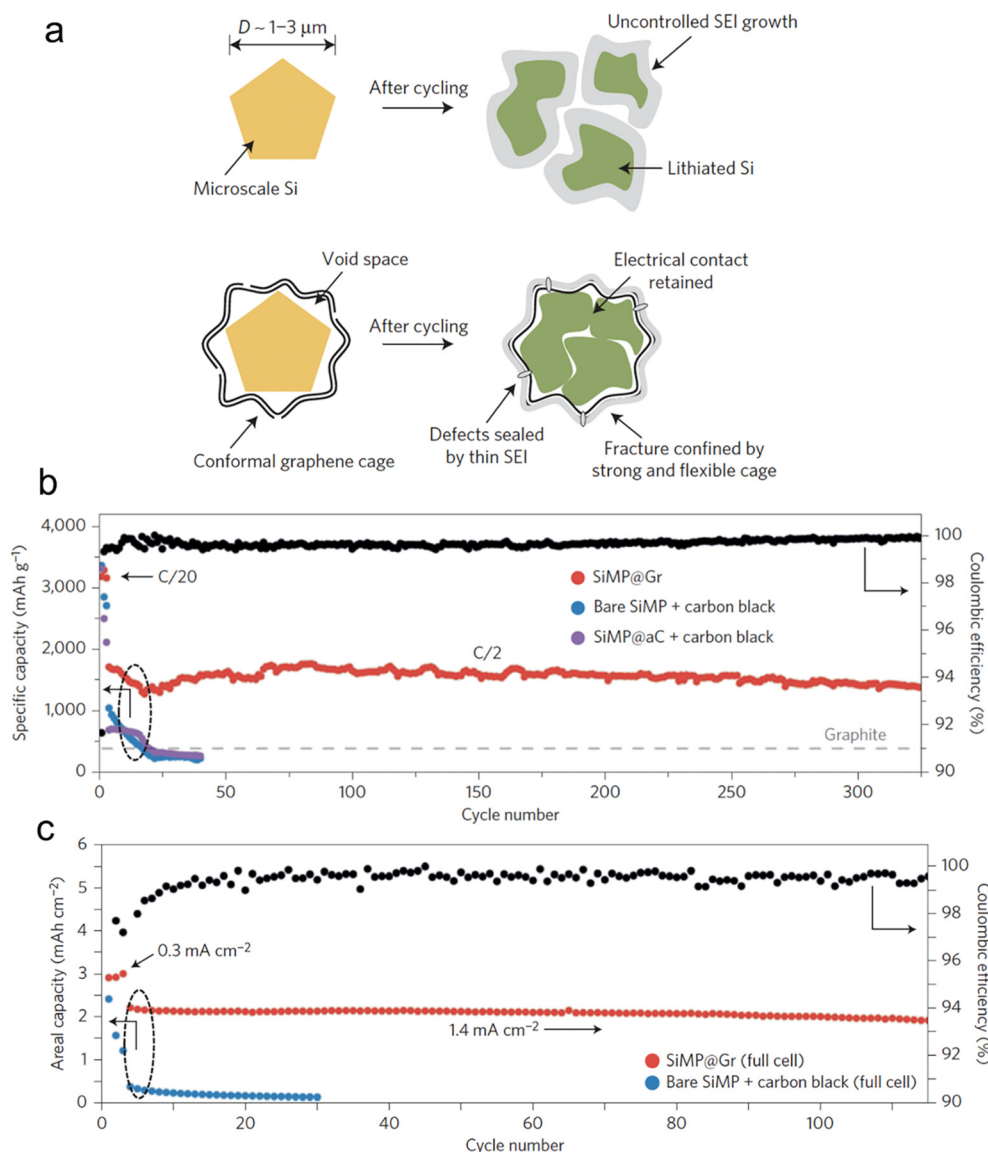 a
D ~ 1–3 μm
Uncontrolled SEI growth
After cycling
Lithiated Si
Microscale Si
Void space
Electrical contact
retained
After cycling
Defects sealed
by thin SEI
Fracture confined by
strong and flexible cage
Conformal graphene cage
b
Specific capacity (mAh g⁻¹)
4,000
3,000
2,000
1,000
0
C/20
SiMP@Gr
Bare SiMP + carbon black
SiMP@aC + carbon black
C/2
Graphite
100
98
96
94
92
90
Coulombic efficiency (%)
0
50
100
150
200
250
300
Cycle number
c
Areal capacity (mAh cm⁻²)
6
5
4
3
2
1
0
0.3 mA cm⁻²
1.4 mA cm⁻²
SiMP@Gr (full cell)
Bare SiMP + carbon black (full cell)
100
98
96
95
94
92
90
Coulombic efficiency (%)
0
20
40
60
80
100
Cycle number